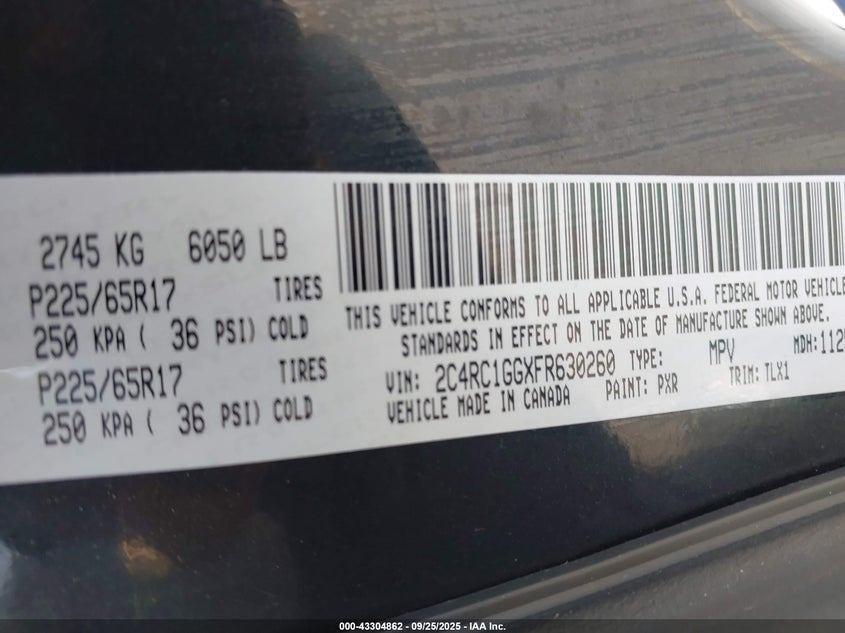 2745 KG 6050 LB
P225/65R17 TIRES
250 KPA ( 36 PSI) COLD
P225/65R17 TIRES
250 KPA ( 36 PSI) COLD
THIS VEHICLE CONFORMS TO ALL APPLICABLE U.S.A. FEDERAL MOTOR VEHICLE
STANDARDS IN EFFECT ON THE DATE OF MANUFACTURE SHOWN ABOVE.
VIN: 2C4RC1GGXFR630260 TYPE: MPV MDH:112
VEHICLE MADE IN CANADA PAINT: PXR TRIM: TLX1
000-43304862 - 09/25/2025 - IAA Inc.